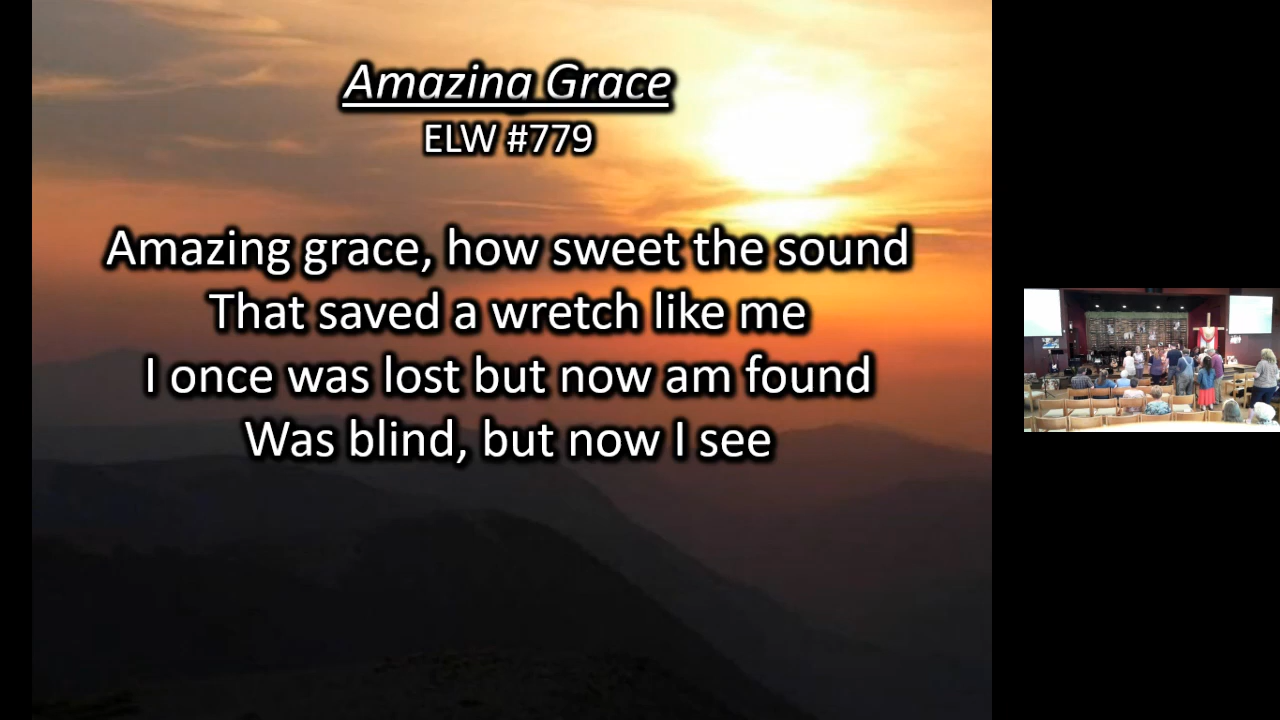 Amazing Grace
ELW #779
Amazing grace, how sweet the sound
That saved a wretch like me
I once was lost but now am found
Was blind, but now I see